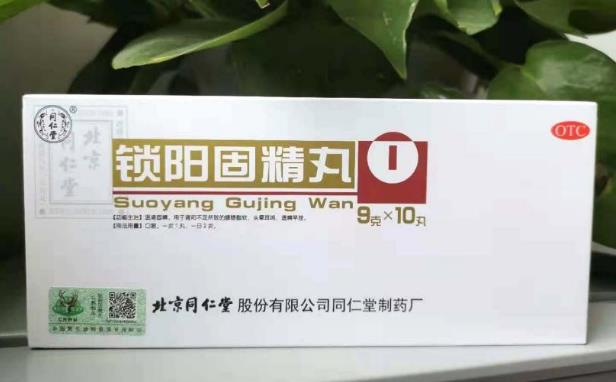 同仁堂
®
北京
同仁堂
OTC
锁阳固精丸
Suoyang Gujing Wan
9克×10丸
【功能主治】温肾固精。用于肾阳不足所致的腰膝酸软、头晕耳鸣、遗精早泄。
【用法用量】口服。一次1丸,一日2次。
北京同仁堂股份有限公司同仁堂制药厂